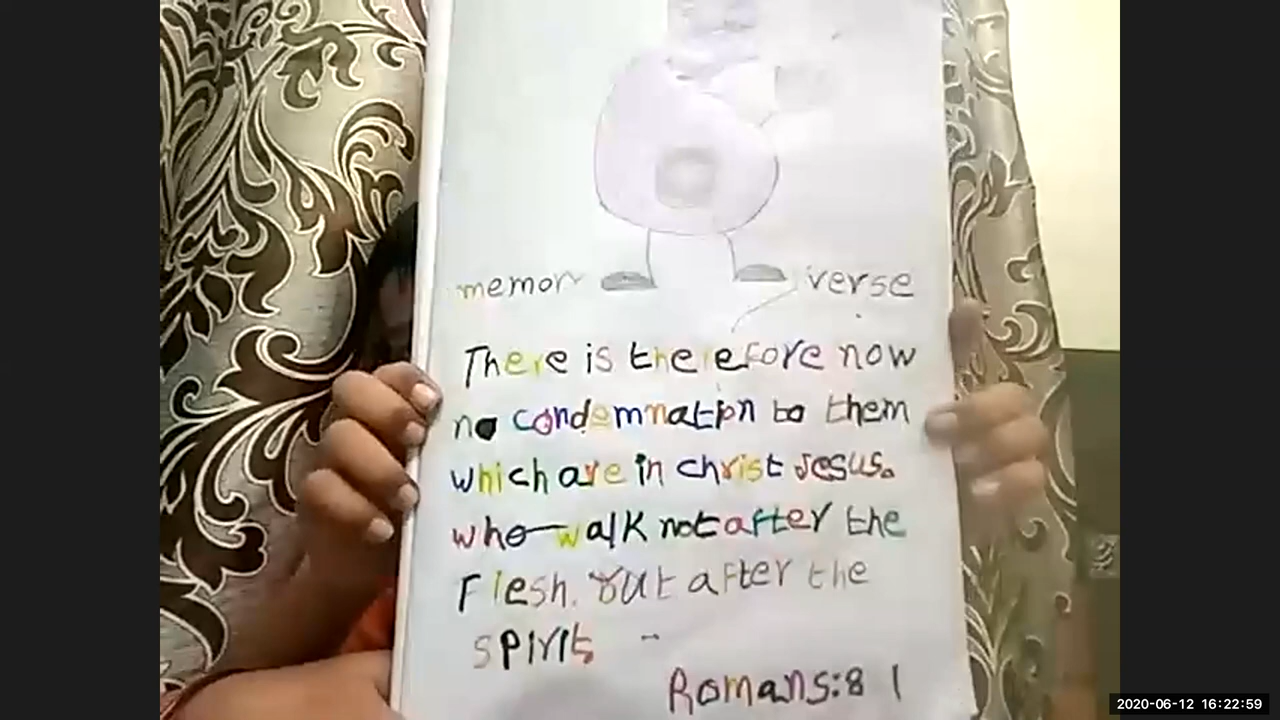 memory verse
There is therefore now
no condemnation to them
which are in christ Jesus.
who walk not after the
Flesh. but after the
spirit
Romans:8 1
2020-06-12 16:22:59